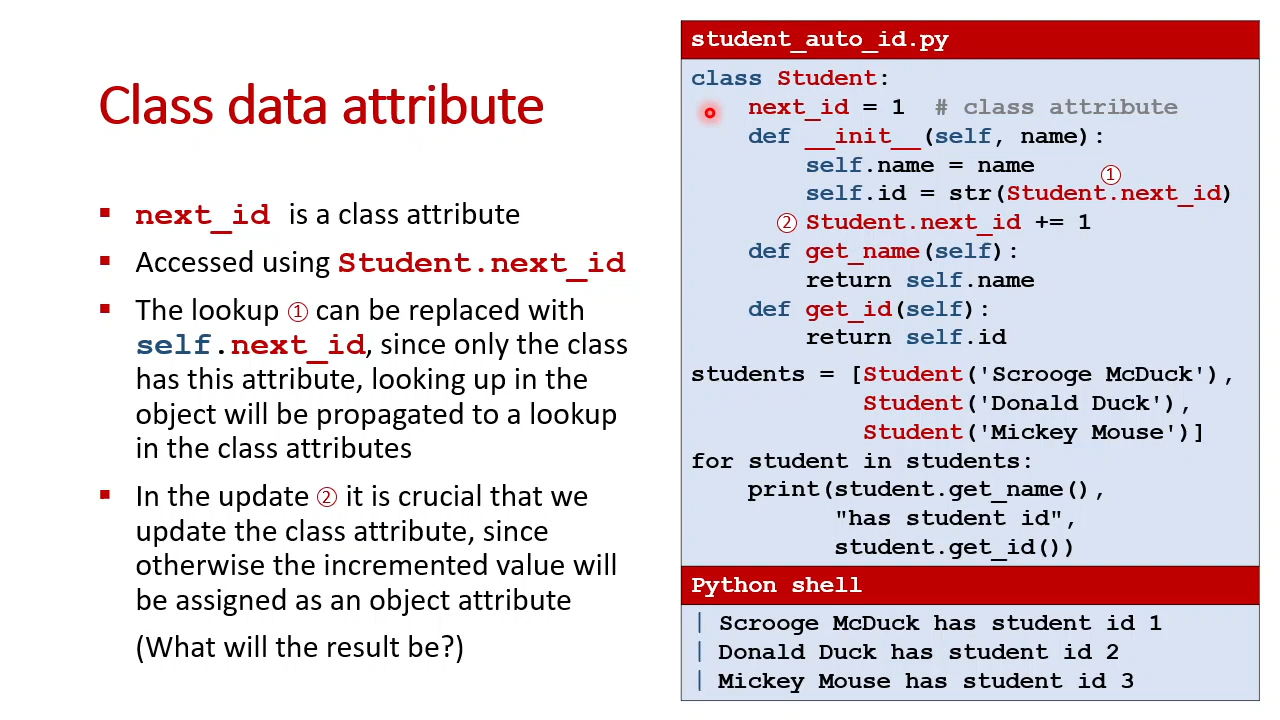 Class data attribute
▪ next_id is a class attribute
▪ Accessed using Student.next_id
▪ The lookup ① can be replaced with
self.next_id, since only the class
has this attribute, looking up in the
object will be propagated to a lookup
in the class attributes
▪ In the update ② it is crucial that we
update the class attribute, since
otherwise the incremented value will
be assigned as an object attribute
(What will the result be?)
student_auto_id.py
class Student:
    next_id = 1  # class attribute
    def __init__(self, name):
        self.name = name
①
        self.id = str(Student.next_id)
      ② Student.next_id += 1
    def get_name(self):
        return self.name
    def get_id(self):
        return self.id
students = [Student('Scrooge McDuck'),
            Student('Donald Duck'),
            Student('Mickey Mouse')]
for student in students:
    print(student.get_name(),
          "has student id",
          student.get_id())
Python shell
| Scrooge McDuck has student id 1
| Donald Duck has student id 2
| Mickey Mouse has student id 3